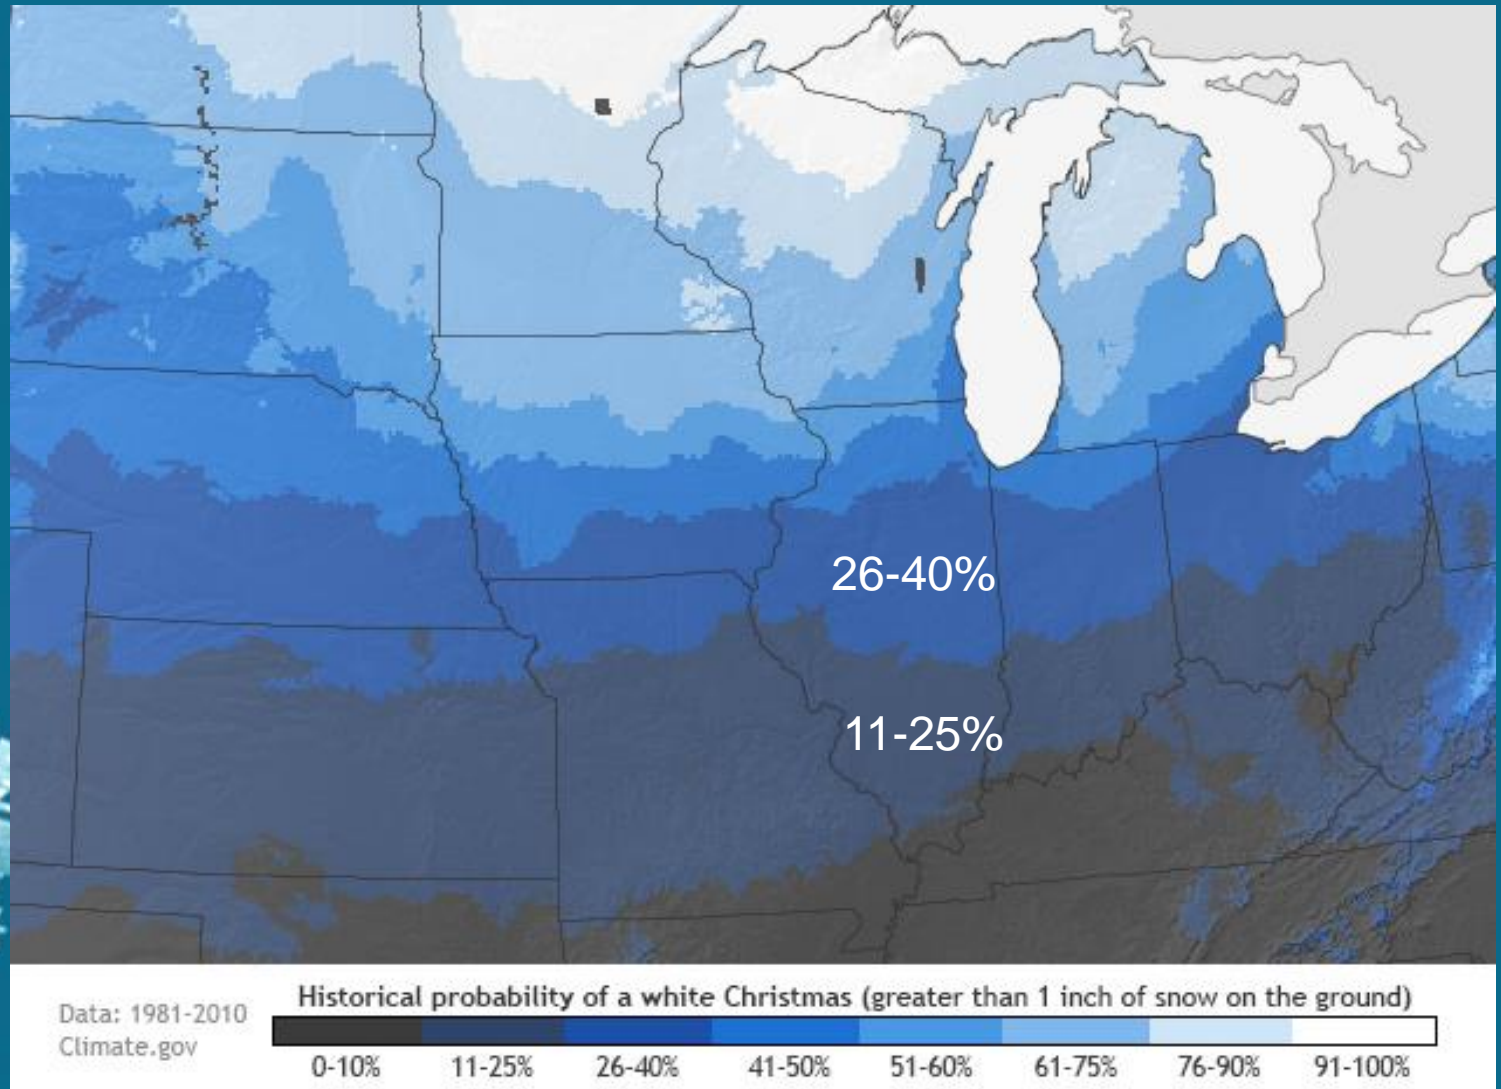 26-40%
11-25%
Data: 1981-2010
Climate.gov
Historical probability of a white Christmas (greater than 1 inch of snow on the ground)
0-10% 11-25% 26-40% 41-50% 51-60% 61-75% 76-90% 91-100%